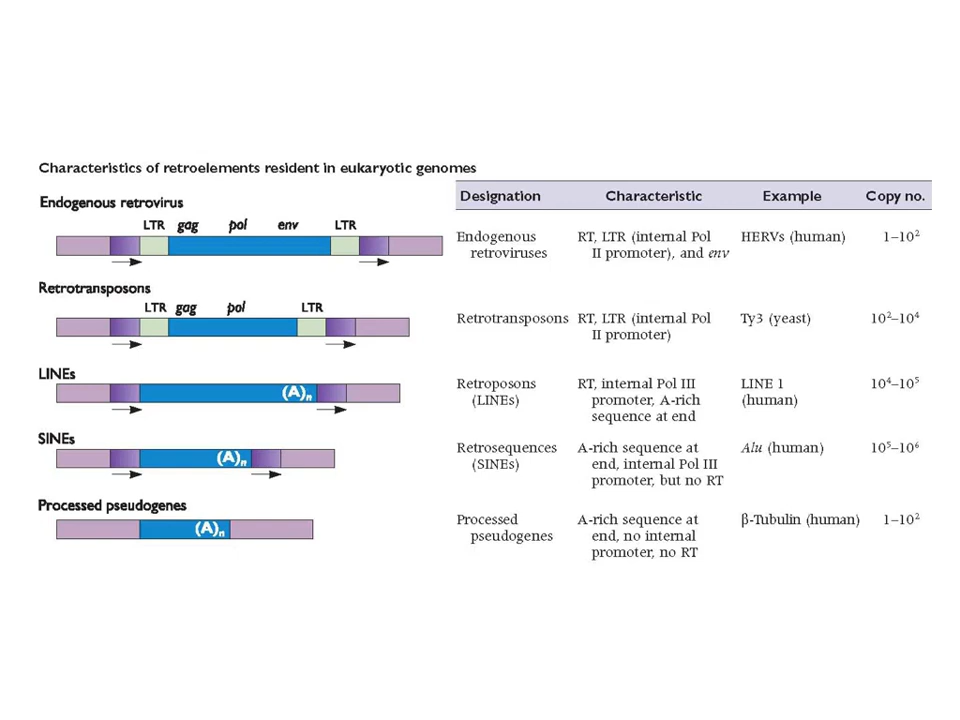 Characteristics of retroelements resident in eukaryotic genomes
Endogenous retrovirus
LTR gag pol env LTR
Retrotransposons
LTR gag pol LTR
LINEs
(A)n
SINEs
(A)n
Processed pseudogenes
(A)n
Designation Characteristic Example Copy no.
Endogenous RT, LTR (internal Pol HERVs (human) 1–10²
retroviruses II promoter), and env
Retrotransposons RT, LTR (internal Pol Ty3 (yeast) 10²–10⁴
II promoter)
Retroposons RT, internal Pol III LINE 1 10⁴–10⁵
(LINEs) promoter, A-rich (human)
sequence at end
Retrosequences A-rich sequence at Alu (human) 10⁵–10⁶
(SINEs) end, internal Pol III
promoter, but no RT
Processed A-rich sequence at β-Tubulin (human) 1–10²
pseudogenes end, no internal
promoter, no RT